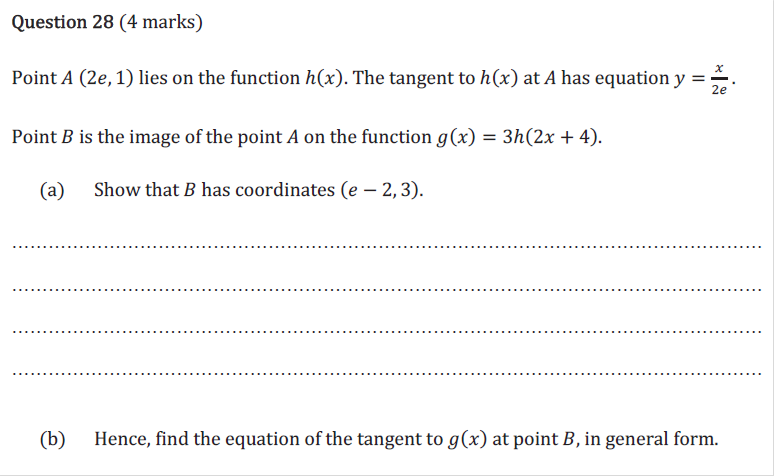 Question 28 (4 marks)
Point A (2e, 1) lies on the function h(x). The tangent to h(x) at A has equation y = x/2e.
Point B is the image of the point A on the function g(x) = 3h(2x + 4).
(a) Show that B has coordinates (e − 2, 3).
(b) Hence, find the equation of the tangent to g(x) at point B, in general form.